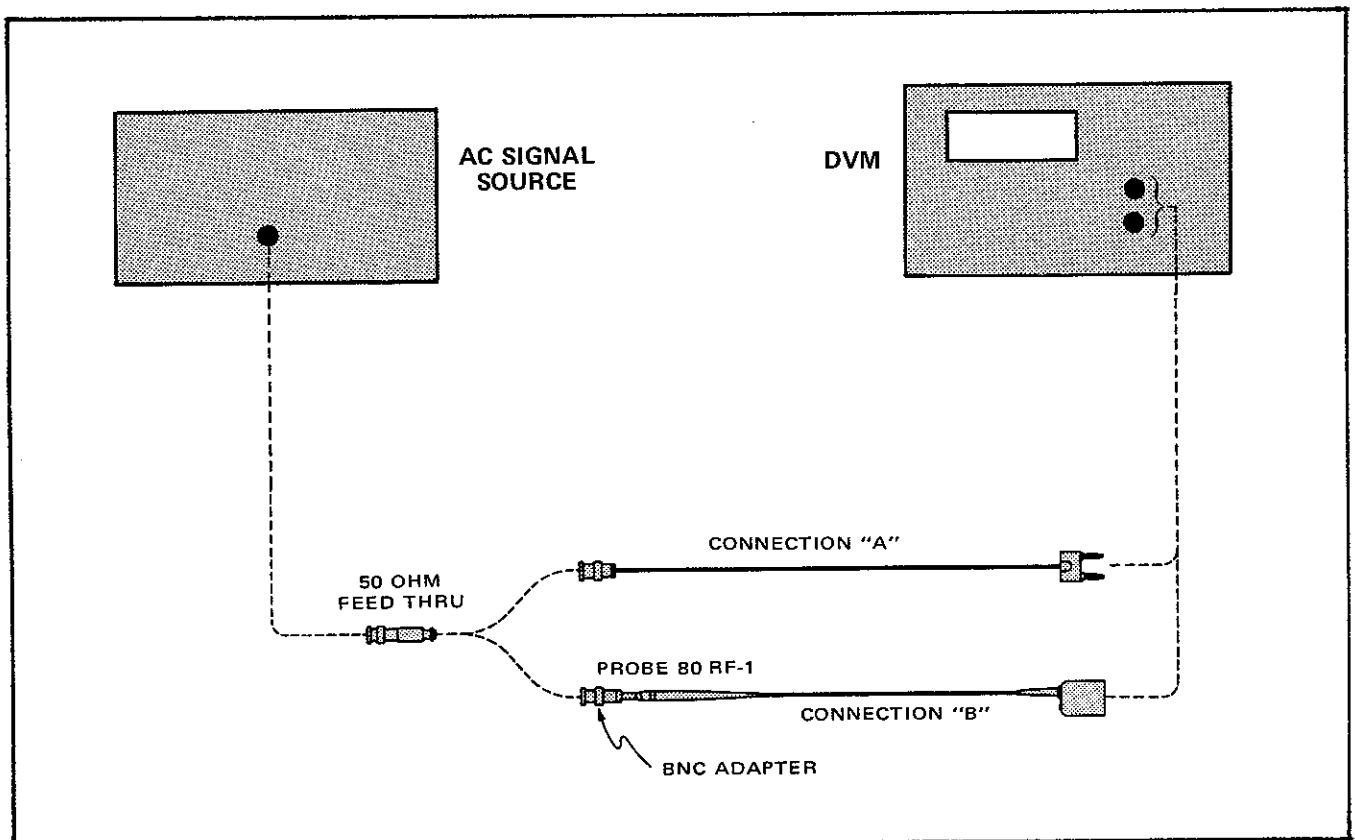 AC SIGNAL
SOURCE
DVM
CONNECTION "A"
50 OHM
FEED THRU
PROBE 80 RF-1
CONNECTION "B"
BNC ADAPTER